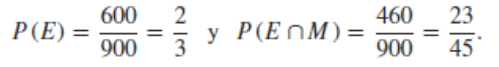 P(E) = 600/900 = 2/3 y P(E ∩ M) = 460/900 = 23/45.